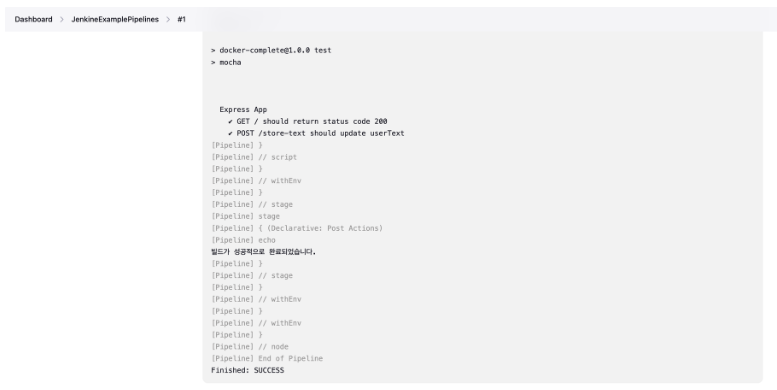 Dashboard > JenkineExamplePipelines > #1
> docker-complete@1.0.0 test
> mocha
Express App
✔ GET / should return status code 200
✔ POST /store-text should update userText
[Pipeline] }
[Pipeline] // script
[Pipeline] }
[Pipeline] // withEnv
[Pipeline] }
[Pipeline] // stage
[Pipeline] stage
[Pipeline] { (Declarative: Post Actions)
[Pipeline] echo
빌드가 성공적으로 완료되었습니다.
[Pipeline] }
[Pipeline] // stage
[Pipeline] }
[Pipeline] // withEnv
[Pipeline] }
[Pipeline] // withEnv
[Pipeline] }
[Pipeline] // node
[Pipeline] End of Pipeline
Finished: SUCCESS